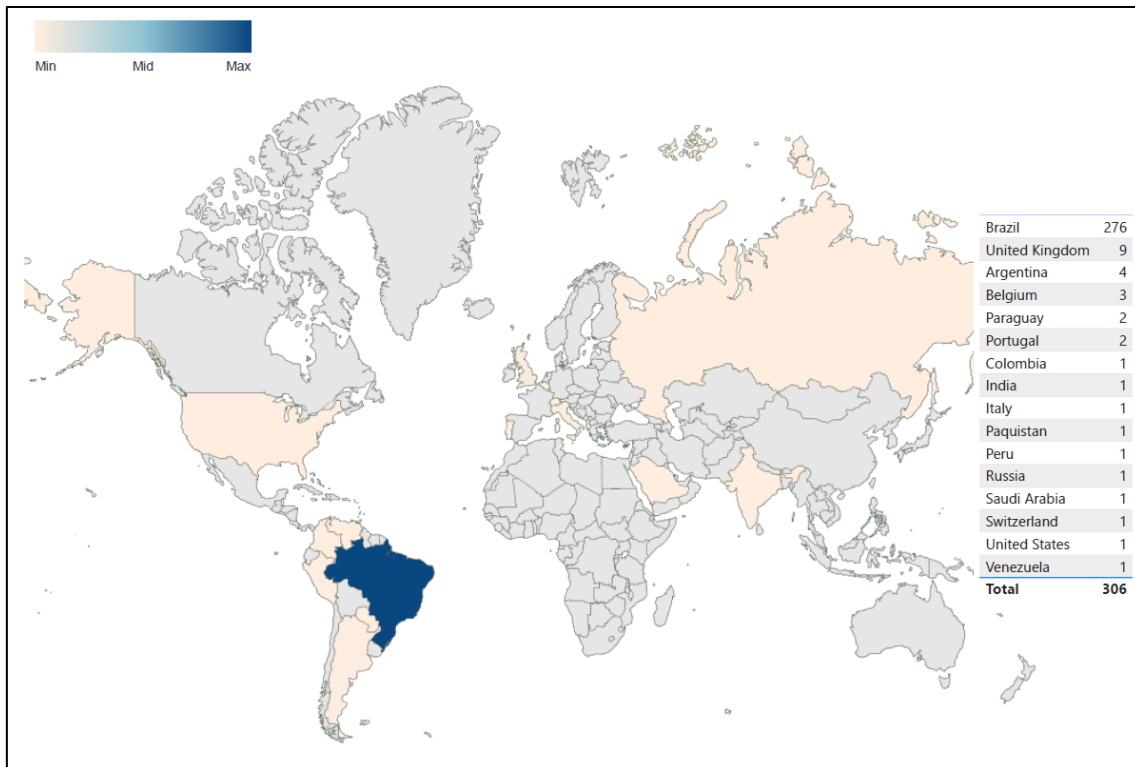 Min Mid Max
Brazil 276
United Kingdom 9
Argentina 4
Belgium 3
Paraguay 2
Portugal 2
Colombia 1
India 1
Italy 1
Paquistan 1
Peru 1
Russia 1
Saudi Arabia 1
Switzerland 1
United States 1
Venezuela 1
Total 306